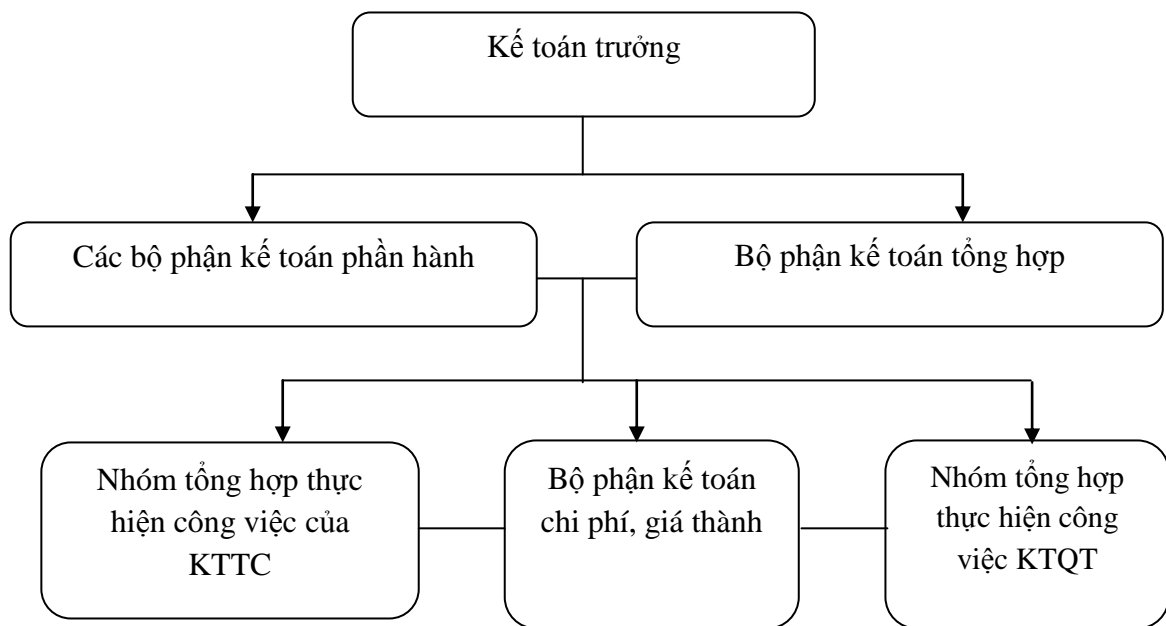 Kế toán trưởng
Các bộ phận kế toán phần hành
Bộ phận kế toán tổng hợp
Nhóm tổng hợp thực
hiện công việc của
KTTC
Bộ phận kế toán
chi phí, giá thành
Nhóm tổng hợp
thực hiện công
việc KTQT